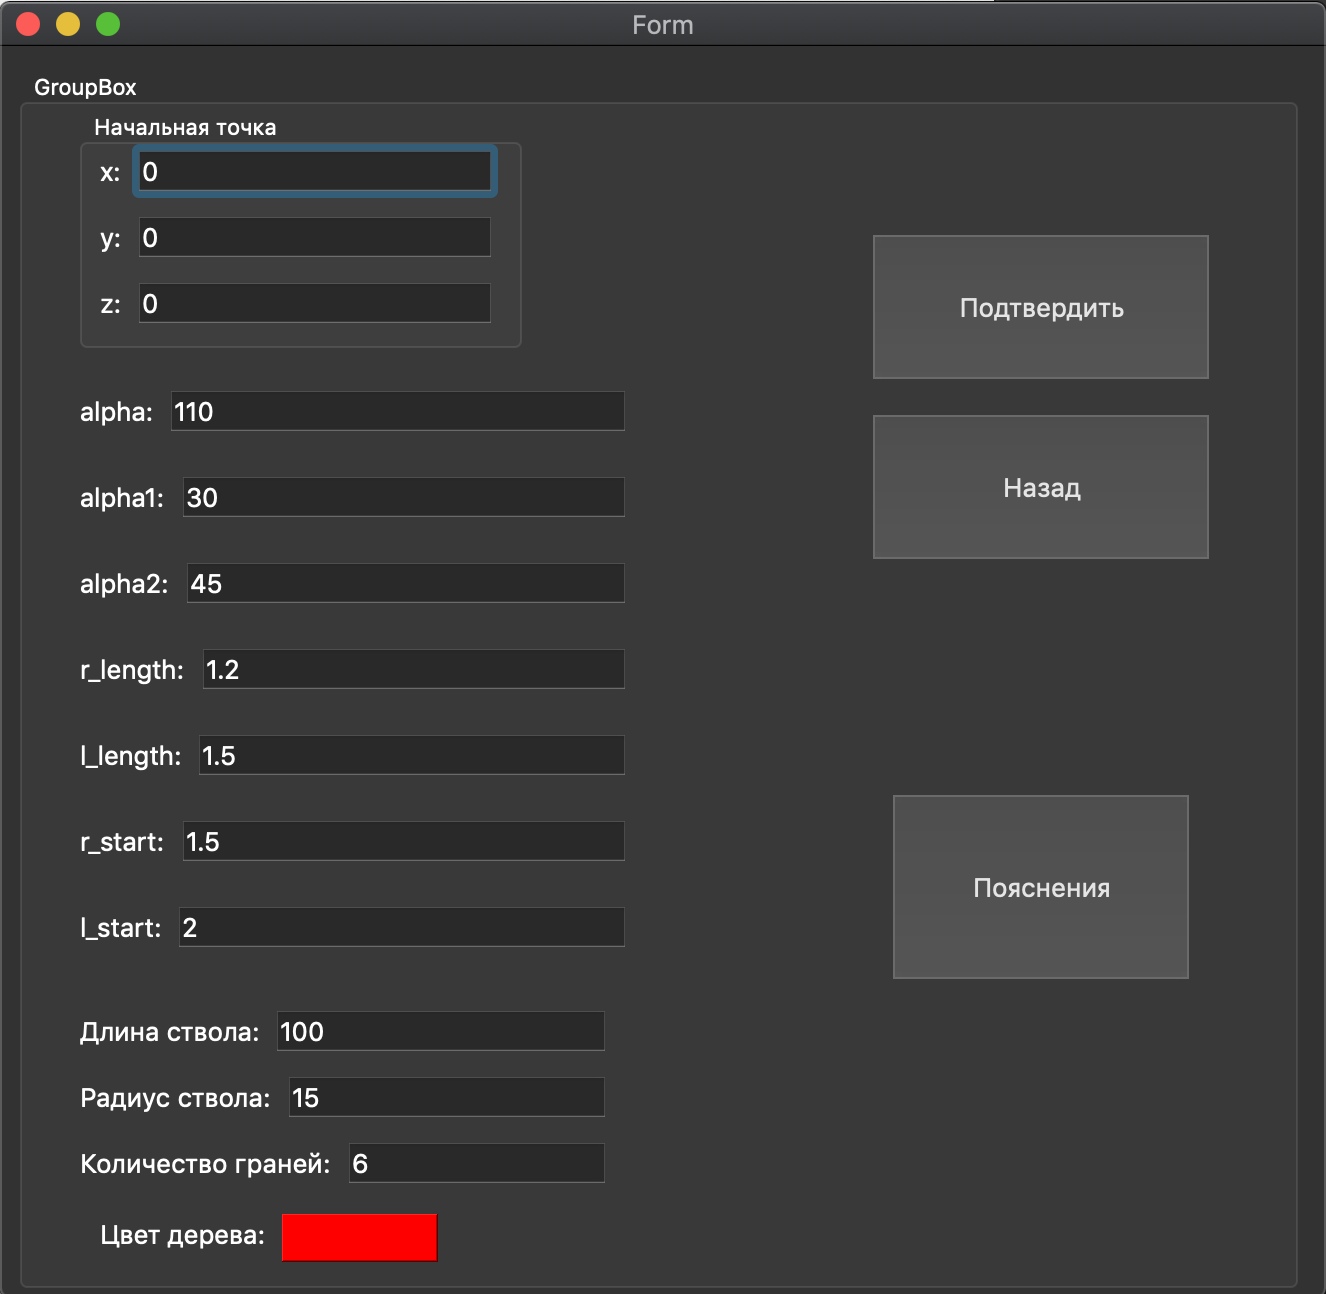 Form
GroupBox
Начальная точка
x: 0
y: 0
z: 0
alpha: 110
alpha1: 30
alpha2: 45
r_length: 1.2
l_length: 1.5
r_start: 1.5
l_start: 2
Длина ствола: 100
Радиус ствола: 15
Количество граней: 6
Цвет дерева:
Подтвердить
Назад
Пояснения